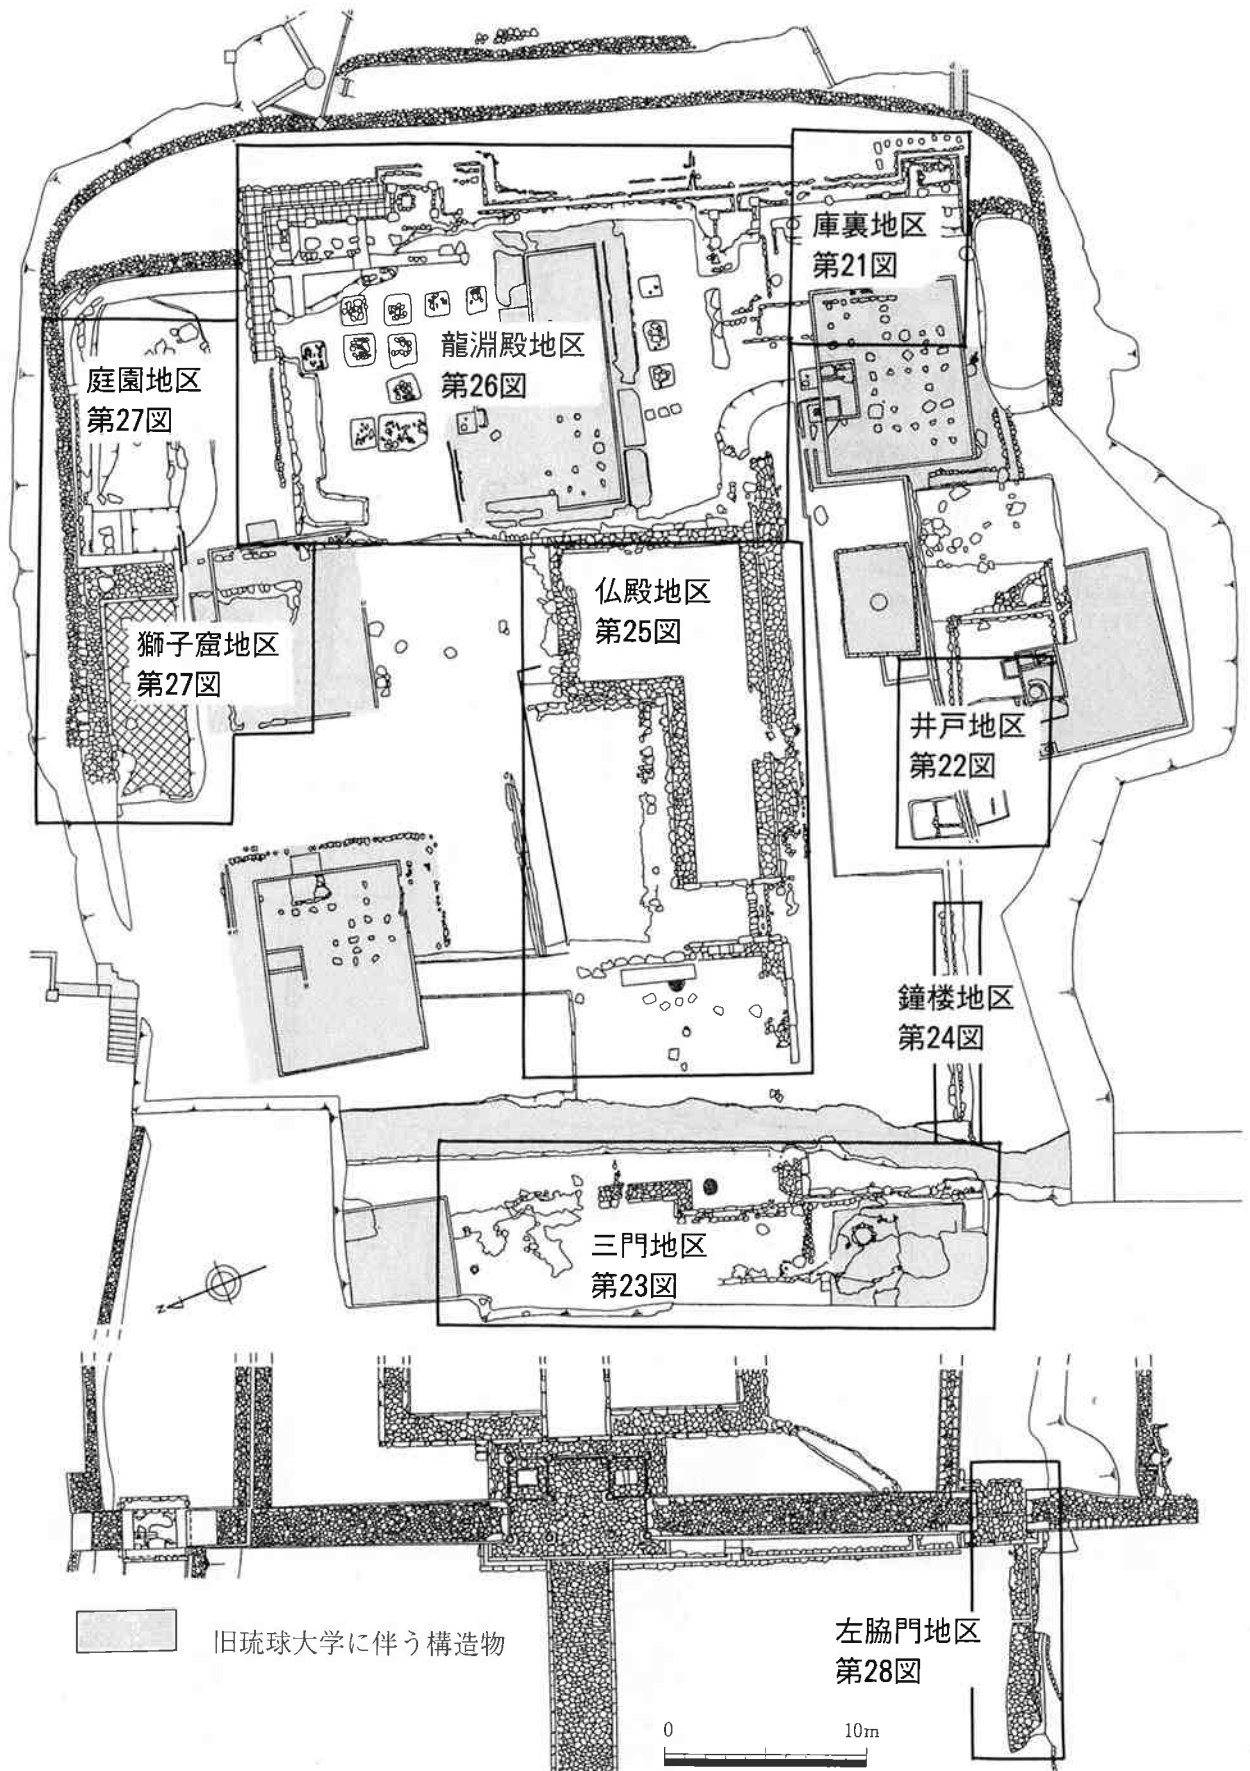 庫裏地区
第21図
龍淵殿地区
第26図
庭園地区
第27図
仏殿地区
第25図
獅子窟地区
第27図
井戸地区
第22図
鐘楼地区
第24図
三門地区
第23図
N
左脇門地区
第28図
旧琉球大学に伴う構造物
0 10m